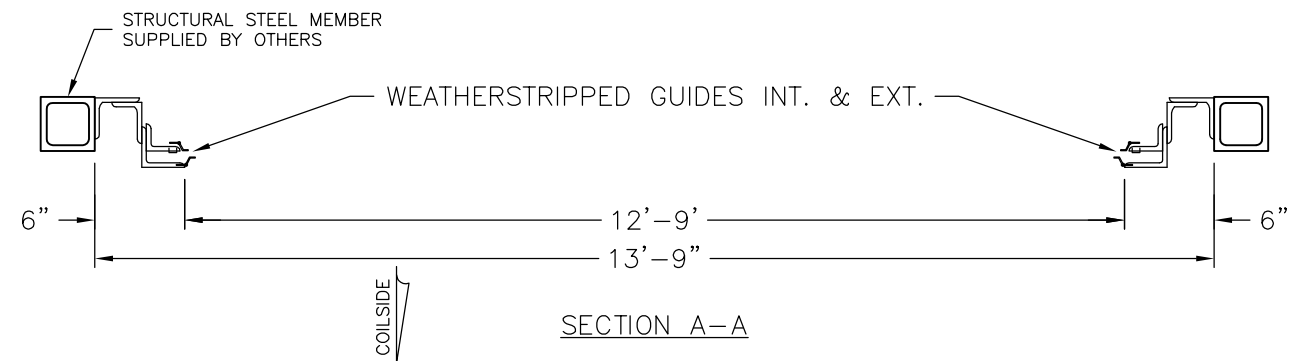 STRUCTURAL STEEL MEMBER
SUPPLIED BY OTHERS
WEATHERSTRIPPED GUIDES INT. & EXT.
6”
12’-9’
6”
13’-9”
COILSIDE
SECTION A-A